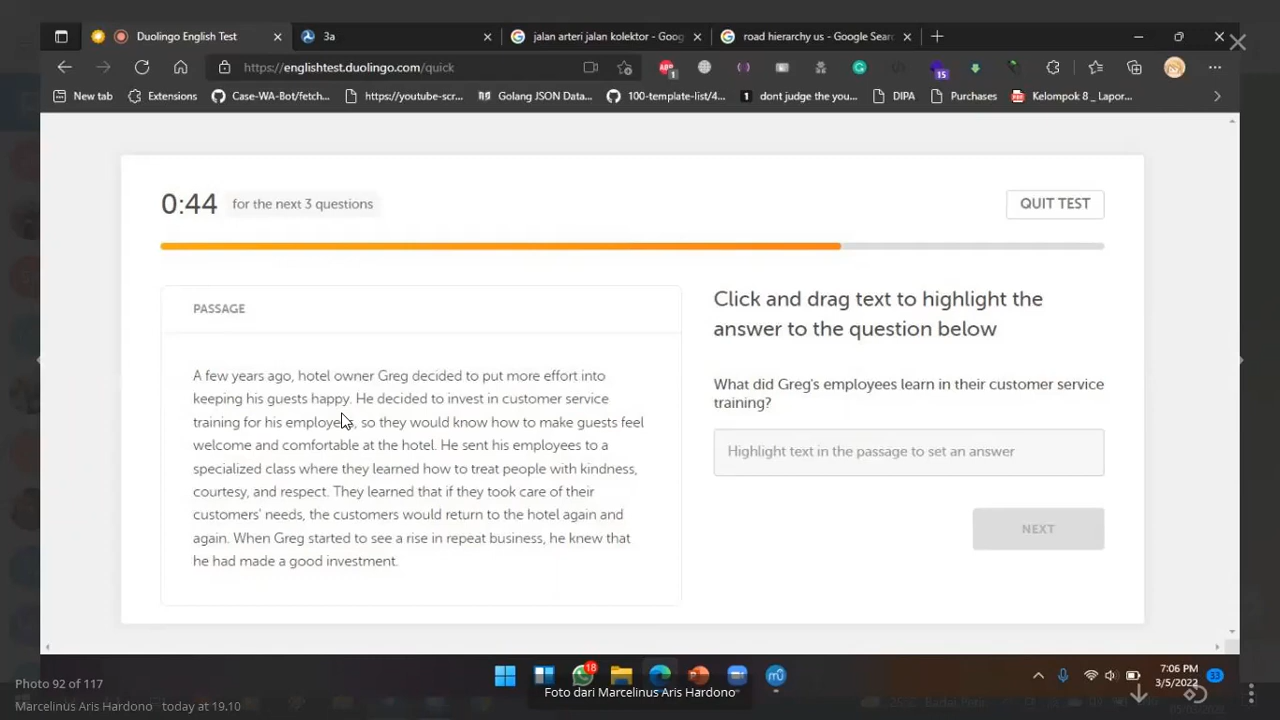 Duolingo English Test
3a
jalan arteri jalan kolektor - Goog
road hierarchy us - Google Sear
https://englishtest.duolingo.com/quick
1
15
New tab
Extensions
Case-WA-Bot/fetch...
https://youtube-scr...
Golang JSON Data...
100-template-list/4...
1 dont judge the you...
DIPA
Purchases
Kelompok 8 _ Lapor...
0:44 for the next 3 questions
QUIT TEST
PASSAGE
A few years ago, hotel owner Greg decided to put more effort into
keeping his guests happy. He decided to invest in customer service
training for his employees, so they would know how to make guests feel
welcome and comfortable at the hotel. He sent his employees to a
specialized class where they learned how to treat people with kindness,
courtesy, and respect. They learned that if they took care of their
customers' needs, the customers would return to the hotel again and
again. When Greg started to see a rise in repeat business, he knew that
he had made a good investment.
Click and drag text to highlight the
answer to the question below
What did Greg's employees learn in their customer service
training?
Highlight text in the passage to set an answer
NEXT
18
7:06 PM
3/5/2022
33
Photo 92 of 117
Foto dari Marcelinus Aris Hardono
Marcelinus Aris Hardono today at 19.10